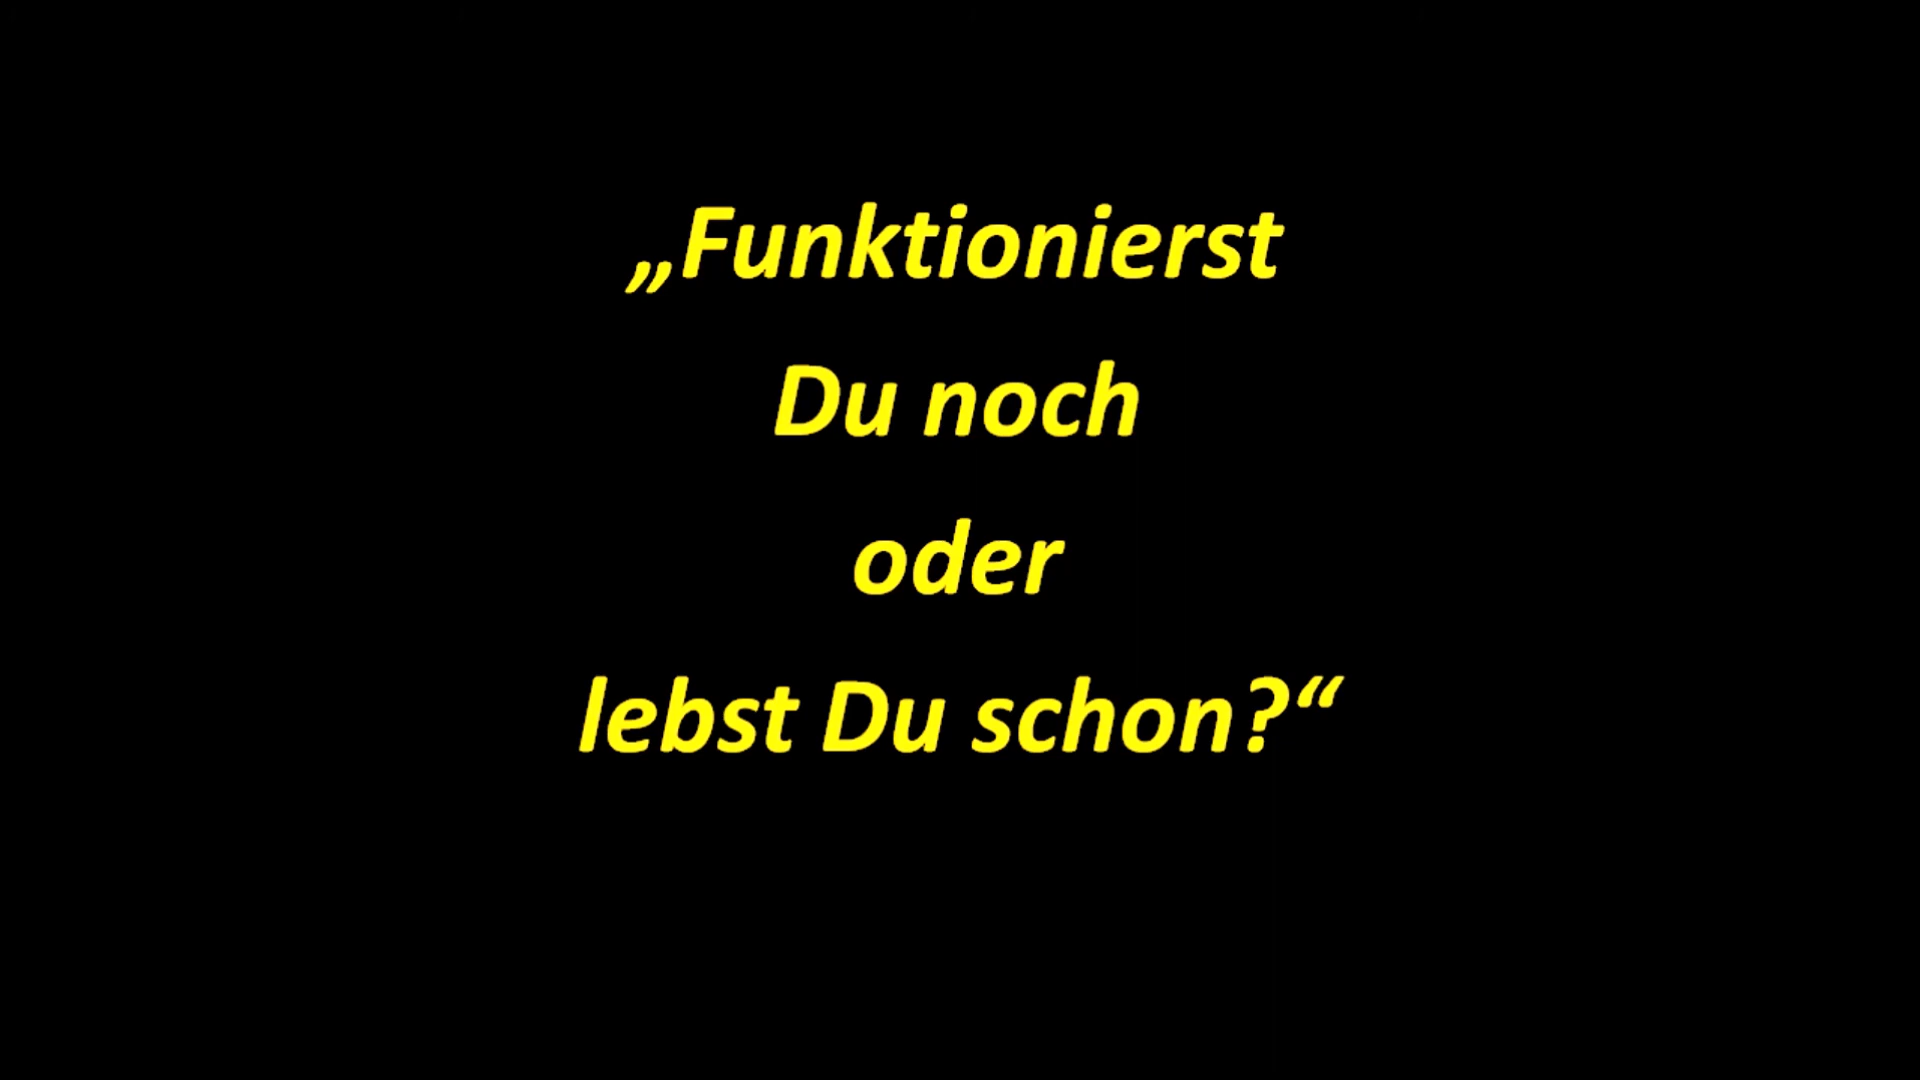 „Funktionierst
Du noch
oder
lebst Du schon?“